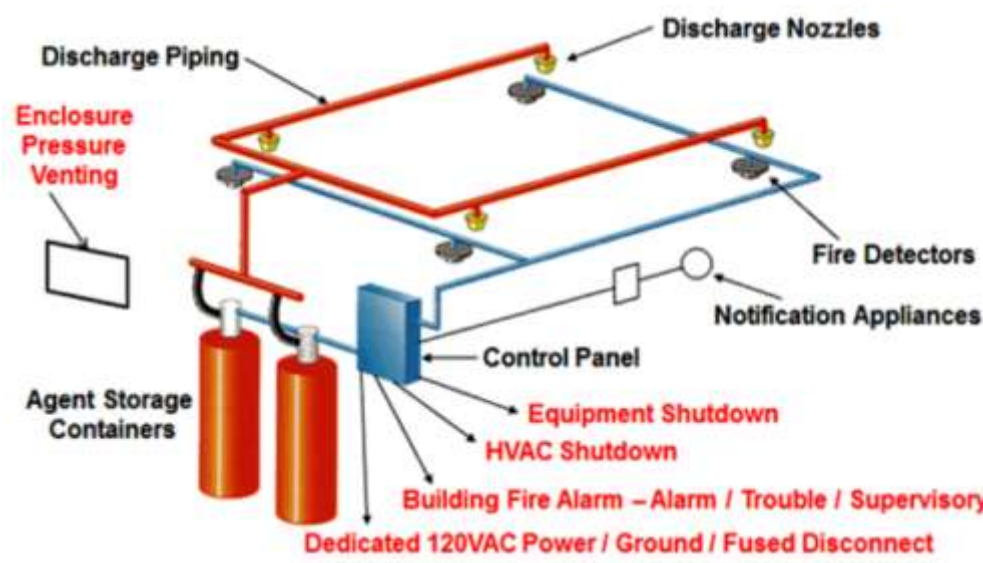 Discharge Nozzles
Discharge Piping
Enclosure
Pressure
Venting
Fire Detectors
Notification Appliances
Control Panel
Agent Storage
Containers
Equipment Shutdown
HVAC Shutdown
Building Fire Alarm – Alarm / Trouble / Supervisory
Dedicated 120VAC Power / Ground / Fused Disconnect